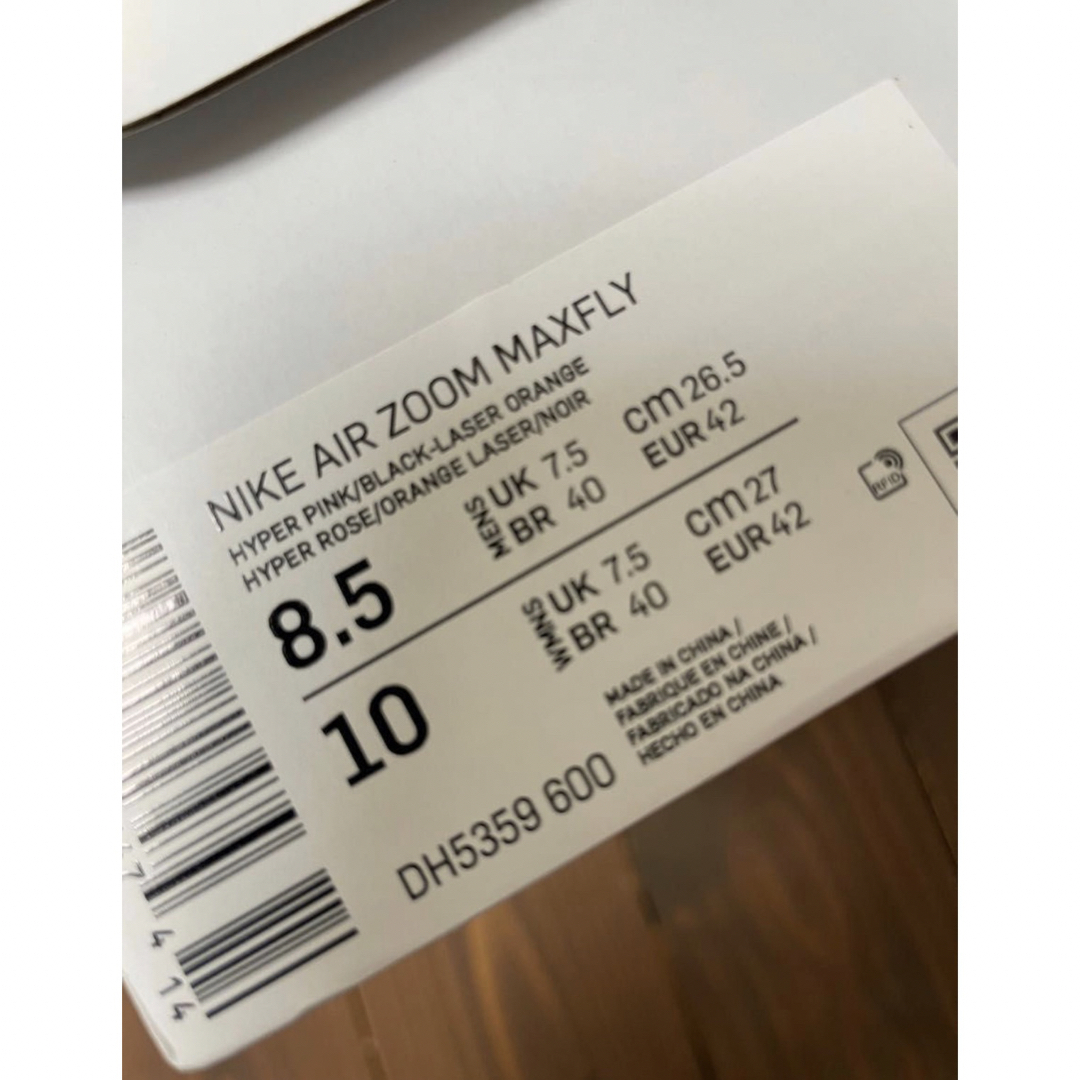 NIKE AIR ZOOM MAXFLY
HYPER PINK/BLACK-LASER ORANGE
HYPER ROSE/ORANGE LASER/NOIR
8.5
MENS
UK 7.5
BR 40
cm 26.5
EUR 42
10
WMNS
UK 7.5
BR 40
cm 27
EUR 42
RFID
MADE IN CHINA /
FABRIQUE EN CHINE /
FABRICADO NA CHINA /
HECHO EN CHINA
DH5359 600
4
14